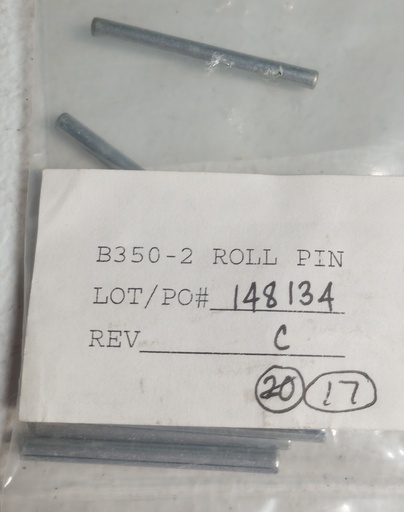 B350-2 ROLL PIN
LOT/PO# 148134
REV C
20 17